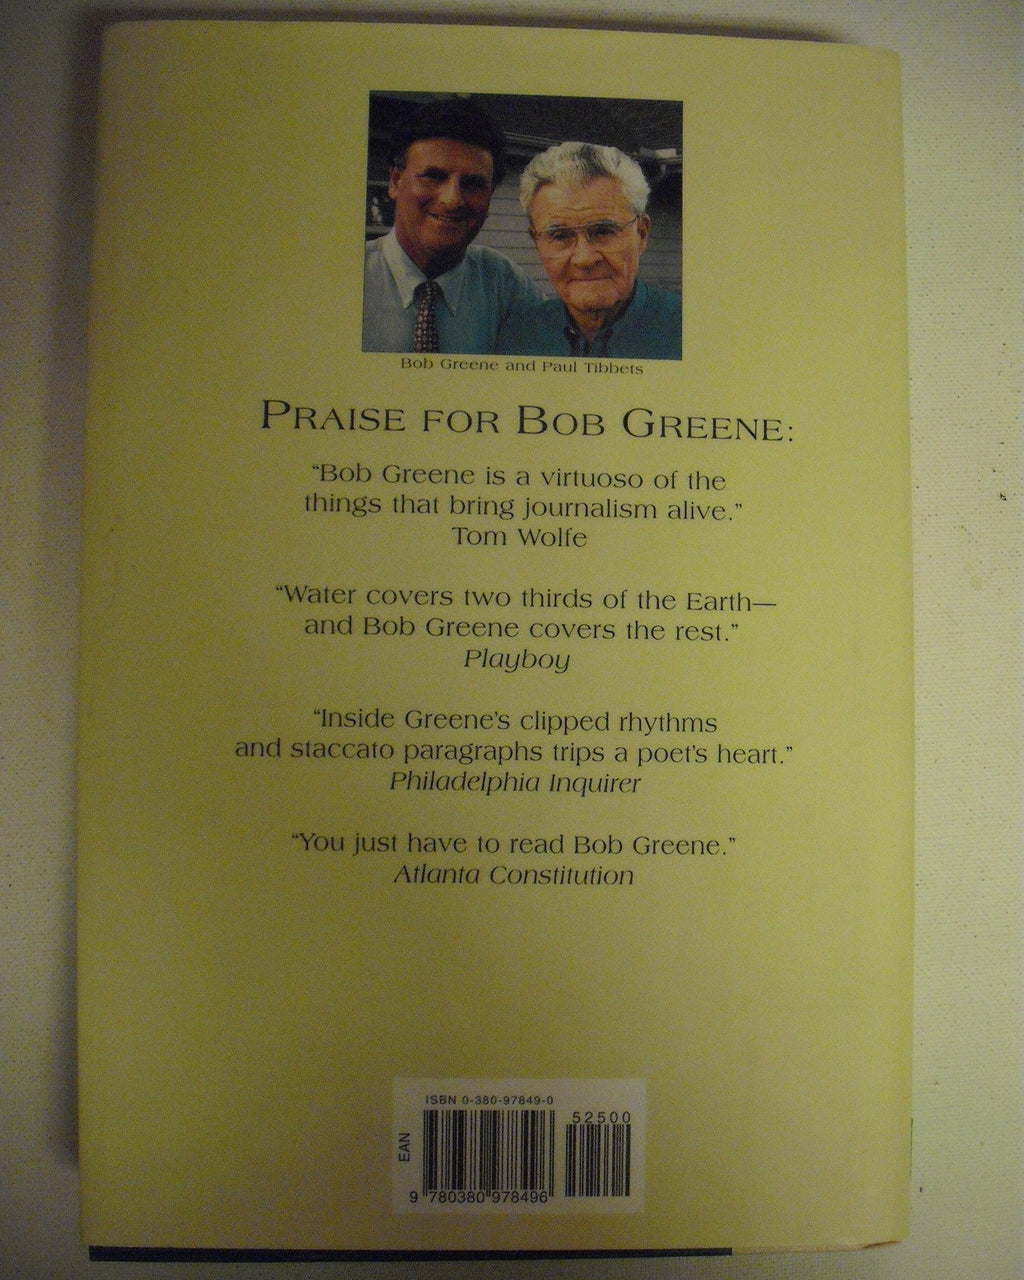 Bob Greene and Paul Tibbets
PRAISE FOR BOB GREENE:
“Bob Greene is a virtuoso of the
things that bring journalism alive.”
Tom Wolfe
“Water covers two thirds of the Earth—
and Bob Greene covers the rest.”
Playboy
“Inside Greene’s clipped rhythms
and staccato paragraphs trips a poet’s heart.”
Philadelphia Inquirer
“You just have to read Bob Greene.”
Atlanta Constitution
ISBN 0-380-97849-0
52500
EAN
9 780380 978496